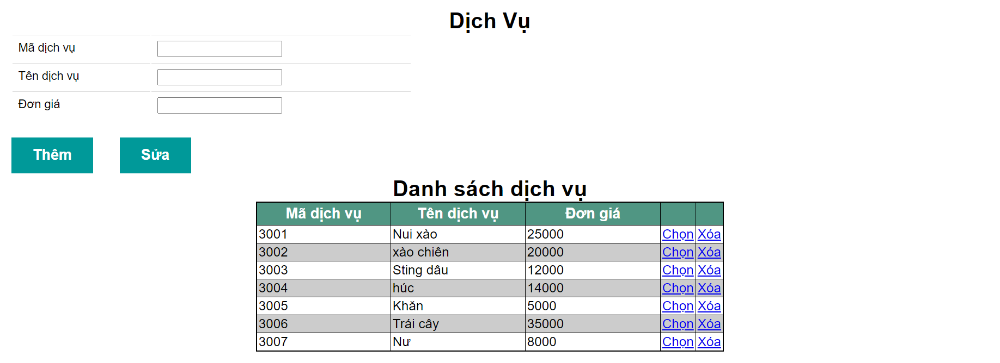 Dịch Vụ
Mã dịch vụ
Tên dịch vụ
Đơn giá
Thêm Sửa
Danh sách dịch vụ
Mã dịch vụ Tên dịch vụ Đơn giá
3001 Nui xào 25000 Chọn Xóa
3002 xào chiên 20000 Chọn Xóa
3003 Sting dâu 12000 Chọn Xóa
3004 húc 14000 Chọn Xóa
3005 Khăn 5000 Chọn Xóa
3006 Trái cây 35000 Chọn Xóa
3007 Nư 8000 Chọn Xóa